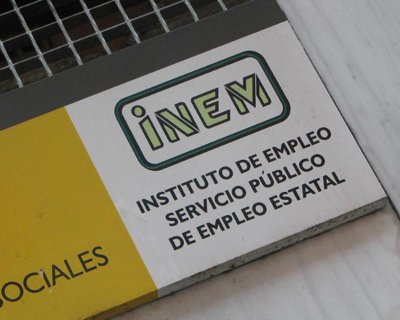 iNEM
INSTITUTO DE EMPLEO
SERVICIO PÚBLICO
DE EMPLEO ESTATAL
SOCIALES